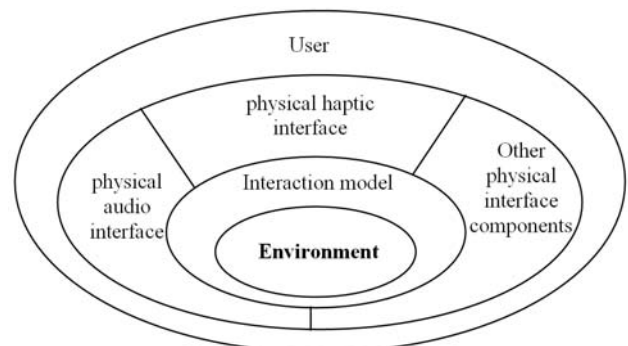 User
physical haptic
interface
physical
audio
interface
Interaction model
Other
physical
interface
components
Environment